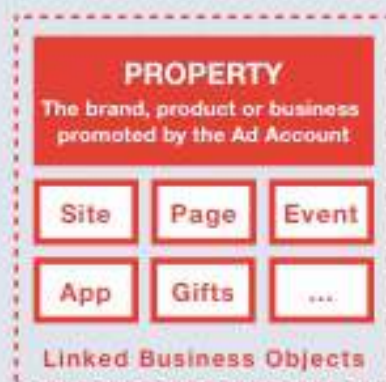 PROPERTY
The brand, product or business
promoted by the Ad Account
Site Page Event
App Gifts ...
Linked Business Objects